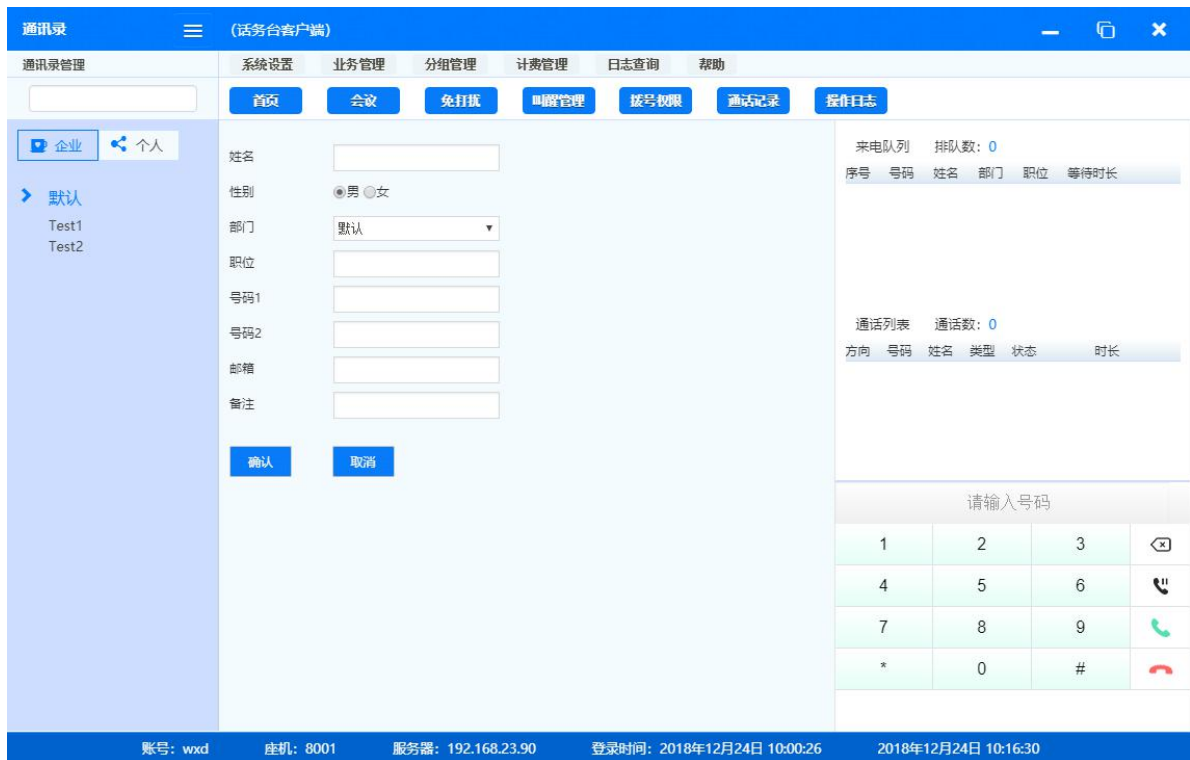 通讯录 (话务台客户端)
通讯录管理 系统设置 业务管理 分组管理 计费管理 日志查询 帮助
首页 会议 免打扰 叫醒管理 拨号权限 通话记录 操作日志
企业 个人
默认
Test1
Test2
姓名
性别 男 女
部门 默认
职位
号码1
号码2
邮箱
备注
确认 取消
来电队列 排队数: 0
序号 号码 姓名 部门 职位 等待时长
通话列表 通话数: 0
方向 号码 姓名 类型 状态 时长
请输入号码
1 2 3
4 5 6
7 8 9
* 0 #
账号: wxd 座机: 8001 服务器: 192.168.23.90 登录时间: 2018年12月24日 10:00:26 2018年12月24日 10:16:30